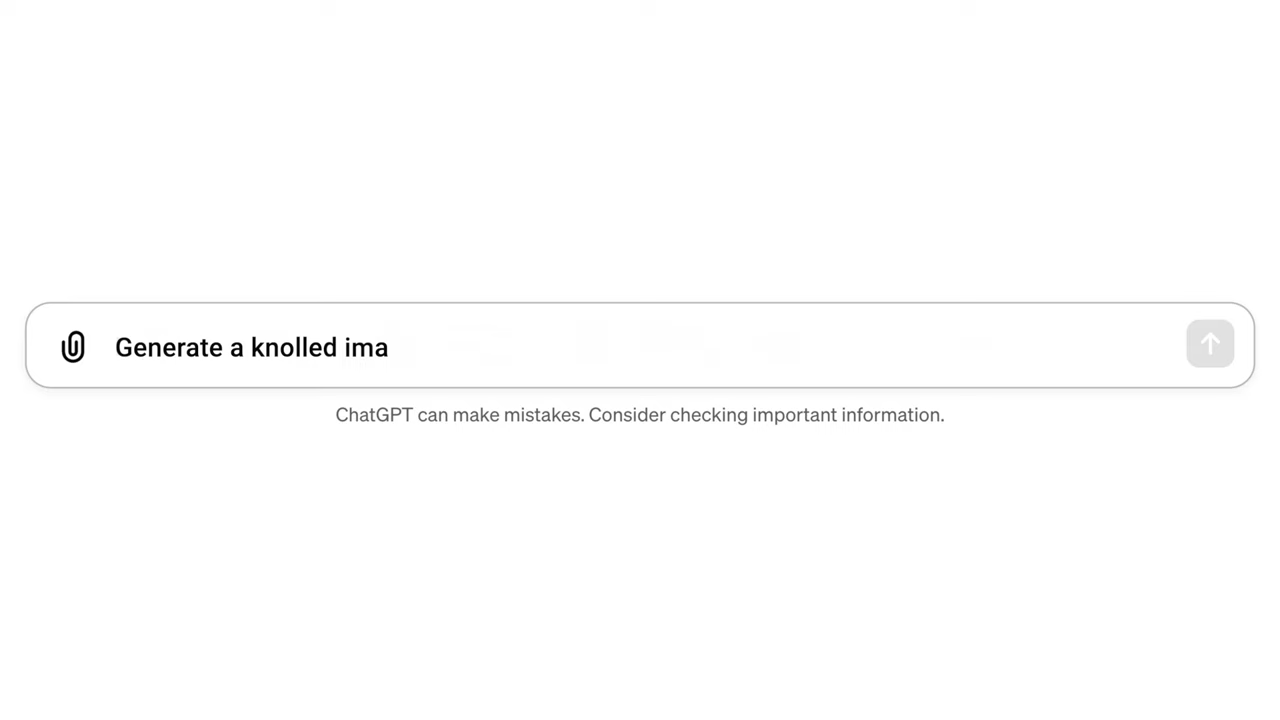 Generate a knolled ima
ChatGPT can make mistakes. Consider checking important information.